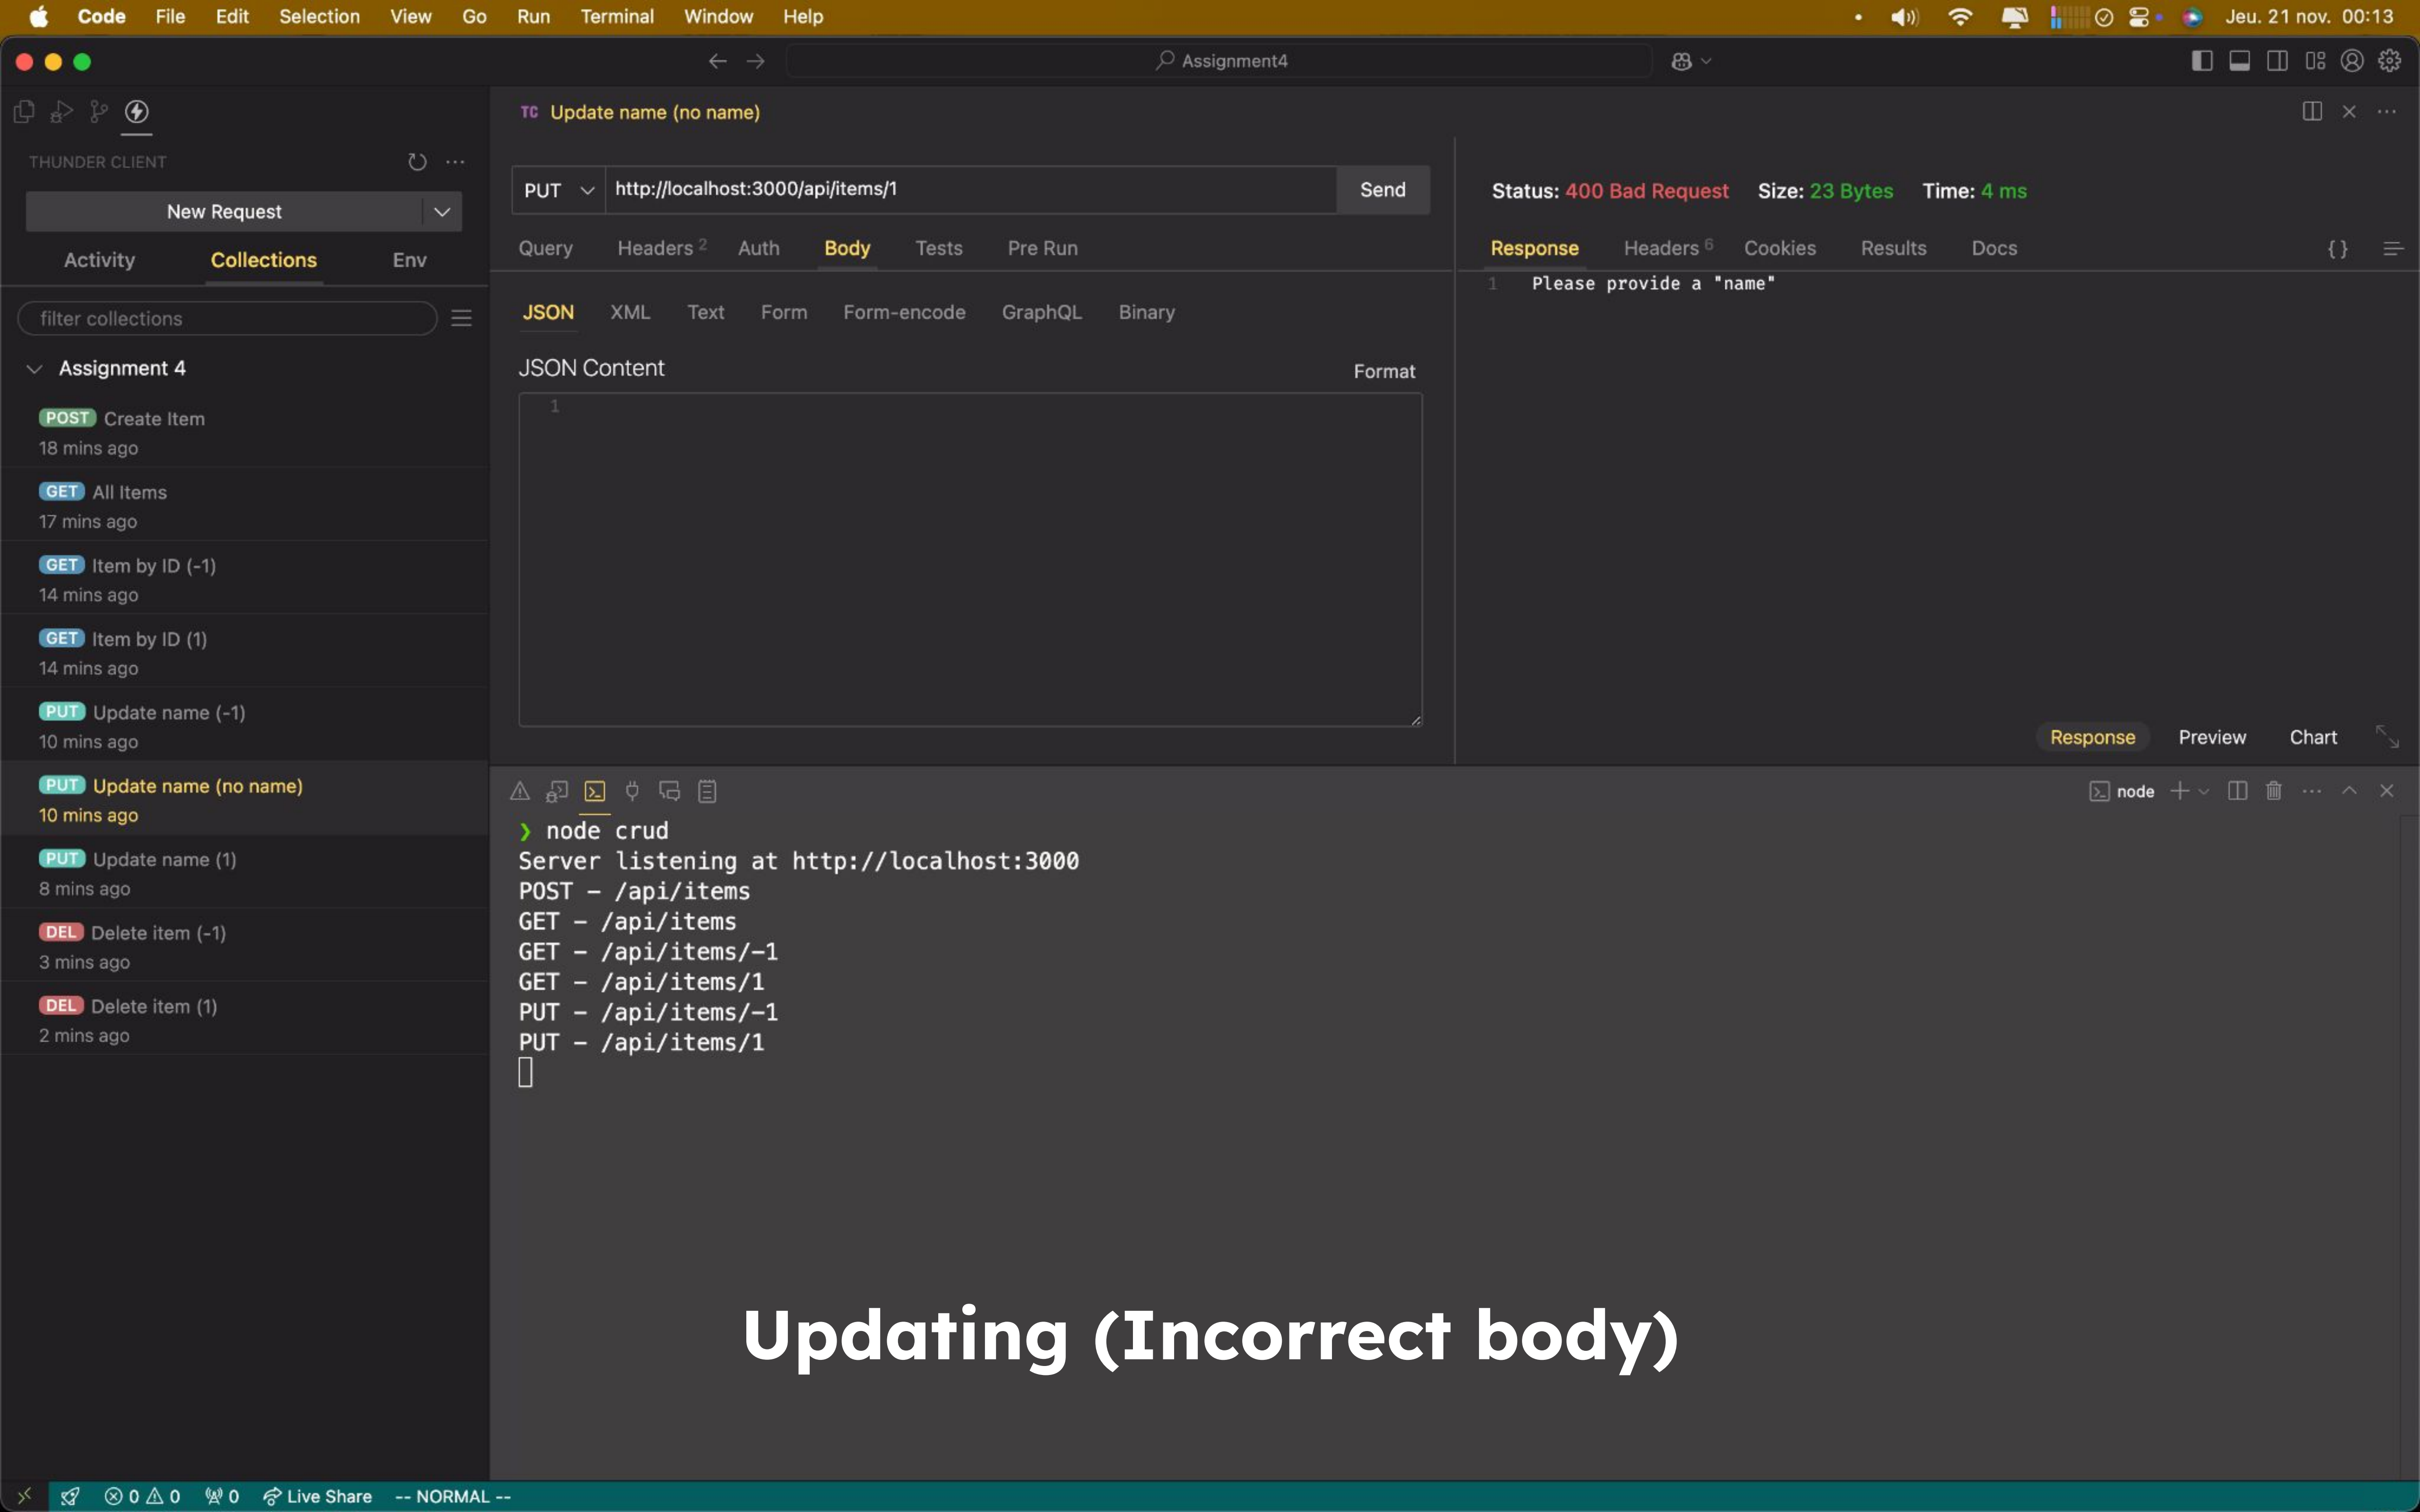 Code File Edit Selection View Go Run Terminal Window Help Jeu. 21 nov. 00:13
Assignment4
TC Update name (no name)
THUNDER CLIENT
New Request
Activity Collections Env
filter collections
Assignment 4
POST Create Item
18 mins ago
GET All Items
17 mins ago
GET Item by ID (-1)
14 mins ago
GET Item by ID (1)
14 mins ago
PUT Update name (-1)
10 mins ago
PUT Update name (no name)
10 mins ago
PUT Update name (1)
8 mins ago
DEL Delete item (-1)
3 mins ago
DEL Delete item (1)
2 mins ago
PUT http://localhost:3000/api/items/1 Send
Query Headers 2 Auth Body Tests Pre Run
JSON XML Text Form Form-encode GraphQL Binary
JSON Content Format
1
Status: 400 Bad Request Size: 23 Bytes Time: 4 ms
Response Headers 6 Cookies Results Docs {}
1 Please provide a "name"
Response Preview Chart
node
❯ node crud
Server listening at http://localhost:3000
POST – /api/items
GET – /api/items
GET – /api/items/–1
GET – /api/items/1
PUT – /api/items/–1
PUT – /api/items/1
Updating (Incorrect body)
0 0 0 Live Share -- NORMAL --